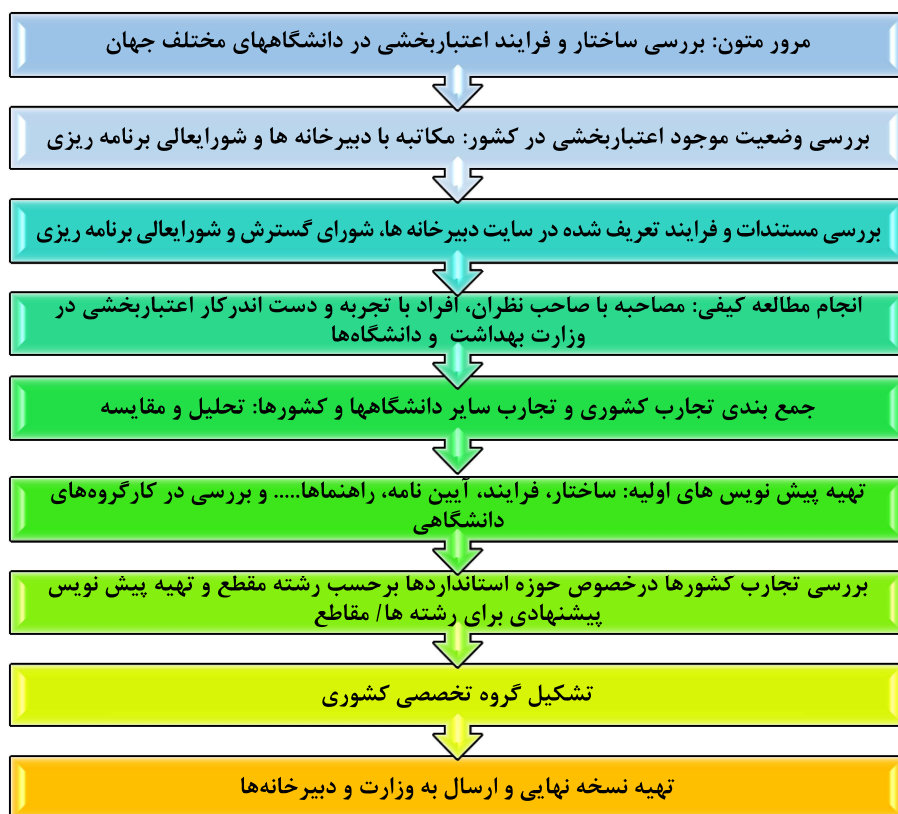 مرور متون: بررسی ساختار و فرایند اعتباربخشی در دانشگاههای مختلف جهان
بررسی وضعیت موجود اعتباربخشی در کشور: مکاتبه با دبیرخانه ها و شورایعالی برنامه ریزی
بررسی مستندات و فرایند تعریف شده در سایت دبیرخانه ها، شورای گسترش و شورایعالی برنامه ریزی
انجام مطالعه کیفی: مصاحبه با صاحب نظران، افراد با تجربه و دست اندرکار اعتباربخشی در
وزارت بهداشت و دانشگاه‌ها
جمع بندی تجارب کشوری و تجارب سایر دانشگاهها و کشورها: تحلیل و مقایسه
تهیه پیش نویس های اولیه: ساختار، فرایند، آیین نامه، راهنماها..... و بررسی در کارگروه‌های
دانشگاهی
بررسی تجارب کشورها درخصوص حوزه استانداردها برحسب رشته مقطع و تهیه پیش نویس
پیشنهادی برای رشته ها/ مقاطع
تشکیل گروه تخصصی کشوری
تهیه نسخه نهایی و ارسال به وزارت و دبیرخانه‌ها